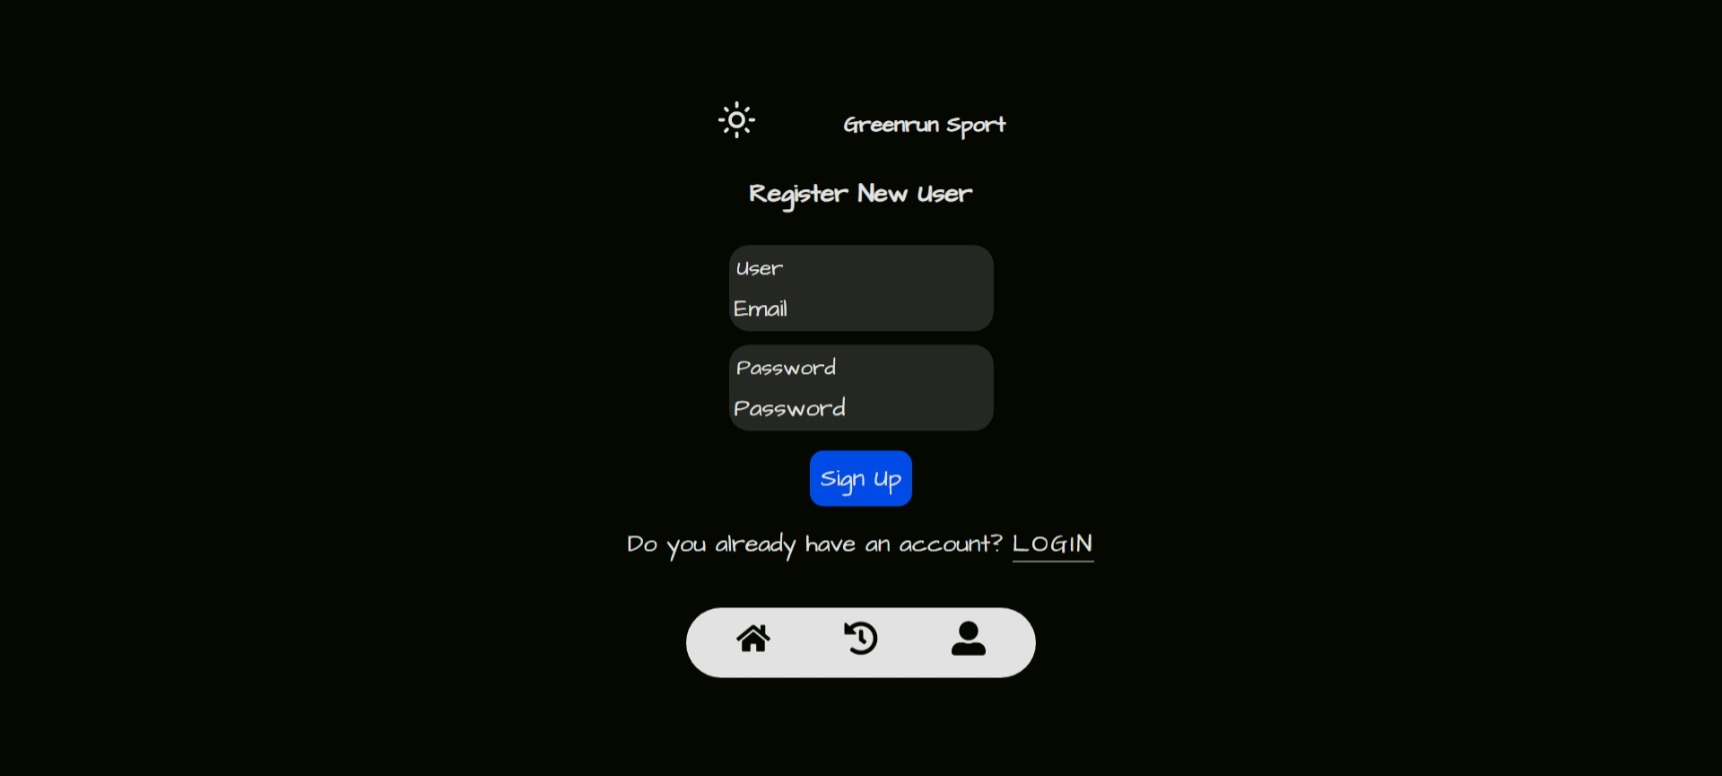 Greenrun Sport
Register New User
User
Email
Password
Password
Sign Up
Do you already have an account? LOGIN